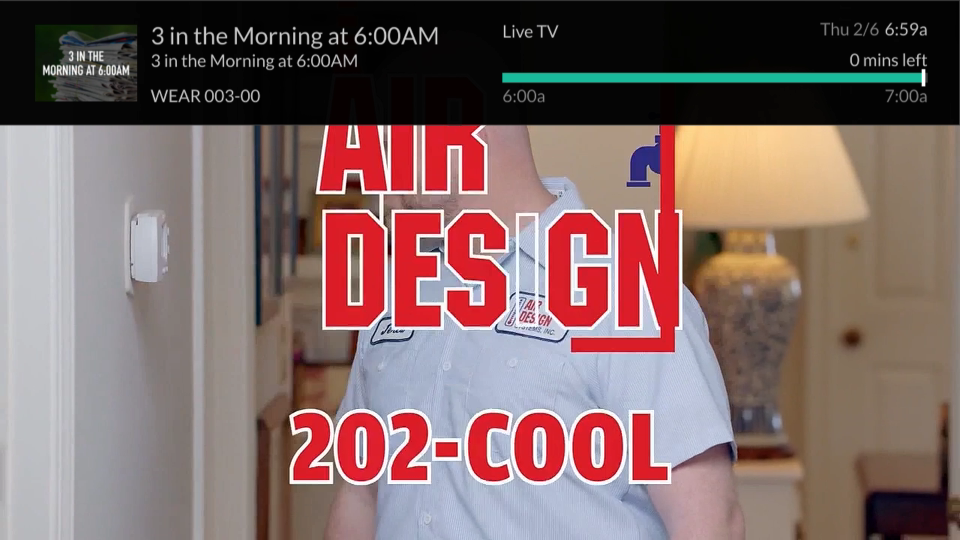 3 IN THE
MORNING AT 6:00AM
3 in the Morning at 6:00AM
3 in the Morning at 6:00AM
WEAR 003-00
Live TV
Thu 2/6 6:59a
0 mins left
6:00a
7:00a
AIR
DESIGN
AIR
DESIGN
SYSTEMS, INC.
202-COOL